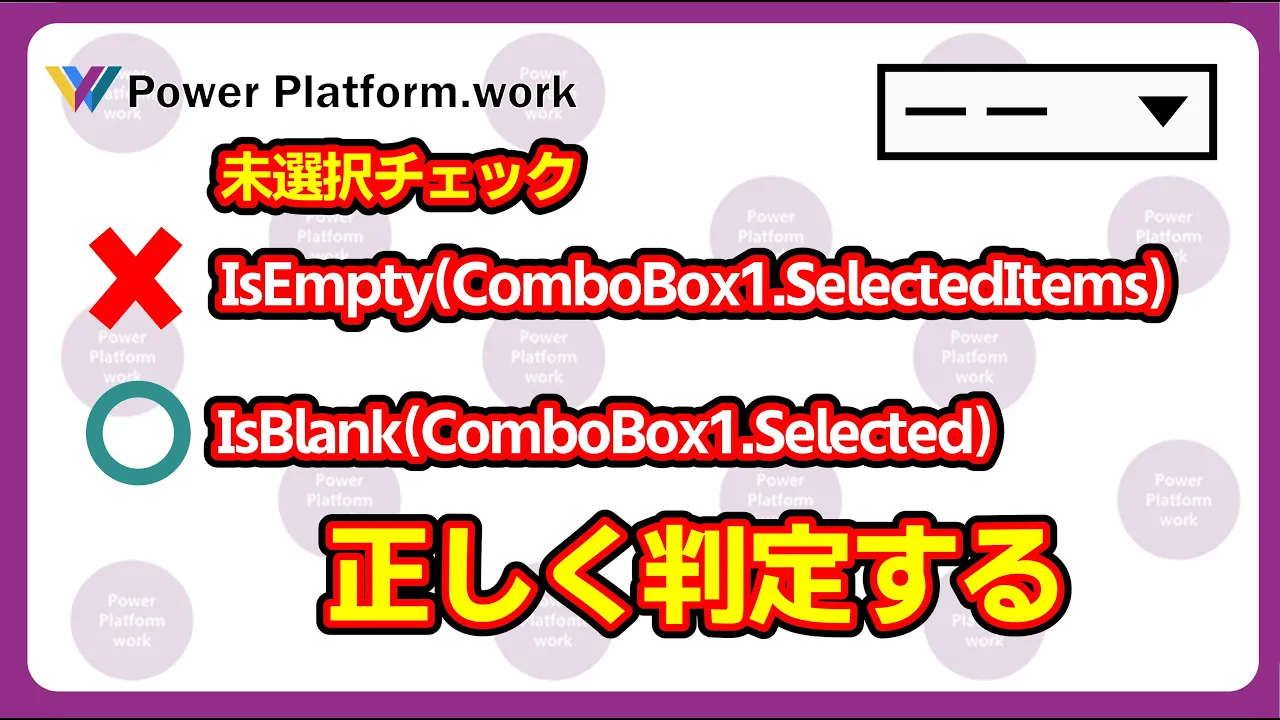 Power Platform.work
未選択チェック
IsEmpty(ComboBox1.SelectedItems)
IsBlank(ComboBox1.Selected)
正しく判定する